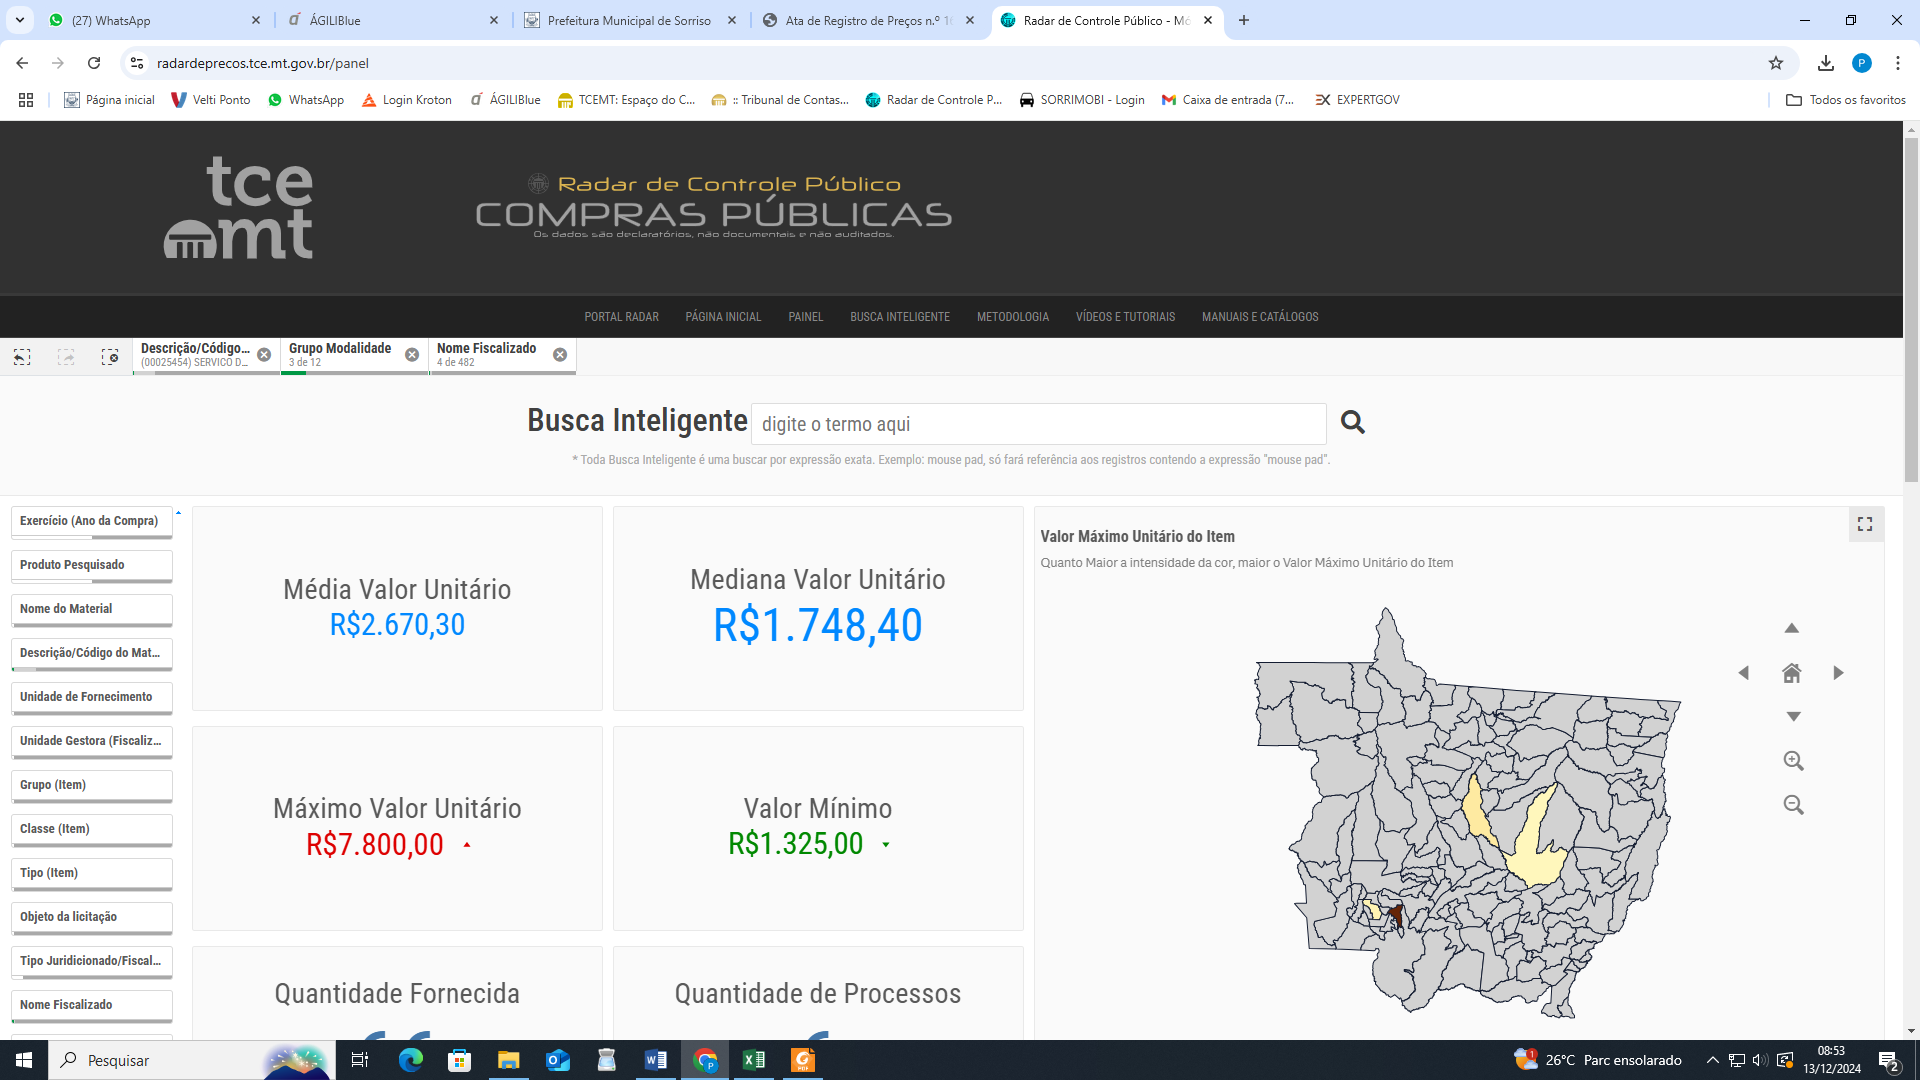 (27) WhatsApp
ÁGILIBlue
Prefeitura Municipal de Sorriso
Ata de Registro de Preços n.º 1
Radar de Controle Público - Mó
radardeprecos.tce.mt.gov.br/panel
P
Página inicial
Velti Ponto
WhatsApp
Login Kroton
ÁGILIBlue
TCEMT: Espaço do C...
:: Tribunal de Contas...
Radar de Controle P...
SORRIMOBI - Login
Caixa de entrada (7...
EXPERTGOV
Todos os favoritos
tce
mt
Radar de Controle Público
COMPRAS PÚBLICAS
Os dados são declaratórios, não documentais e não auditados.
PORTAL RADAR
PÁGINA INICIAL
PAINEL
BUSCA INTELIGENTE
METODOLOGIA
VÍDEOS E TUTORIAIS
MANUAIS E CATÁLOGOS
Descrição/Código...
(00025454) SERVICO D...
Grupo Modalidade
3 de 12
Nome Fiscalizado
4 de 482
Busca Inteligente
digite o termo aqui
* Toda Busca Inteligente é uma buscar por expressão exata. Exemplo: mouse pad, só fará referência aos registros contendo a expressão "mouse pad".
Exercício (Ano da Compra)
Produto Pesquisado
Nome do Material
Descrição/Código do Mat...
Unidade de Fornecimento
Unidade Gestora (Fiscaliz...
Grupo (Item)
Classe (Item)
Tipo (Item)
Objeto da licitação
Tipo Juridicionado/Fiscal...
Nome Fiscalizado
Média Valor Unitário
R$2.670,30
Mediana Valor Unitário
R$1.748,40
Máximo Valor Unitário
R$7.800,00
Valor Mínimo
R$1.325,00
Quantidade Fornecida
Quantidade de Processos
Valor Máximo Unitário do Item
Quanto Maior a intensidade da cor, maior o Valor Máximo Unitário do Item
Pesquisar
26°C Parc ensolarado
08:53
13/12/2024
2